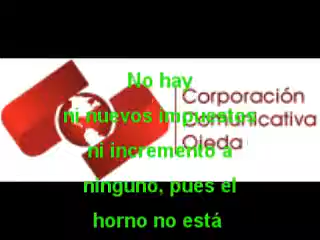 No hay
ni nuevos impuestos
ni incremento a
ninguno, pues el
horno no está
Corporación
Comunicativa
Ojeda